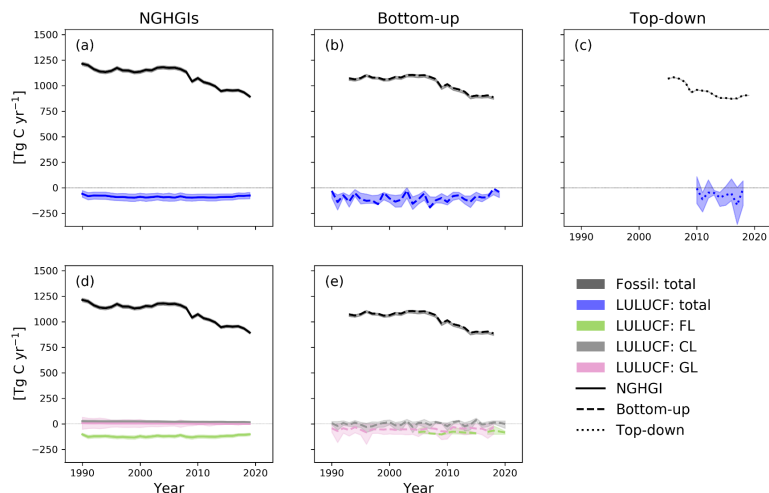 NGHGIs
Bottom-up
Top-down
(a)
(b)
(c)
[Tg C yr−1]
1500
1250
1000
750
500
250
0
−250
1990
2000
2010
2020
(d)
(e)
[Tg C yr−1]
1500
1250
1000
750
500
250
0
−250
1990
2000
2010
2020
Year
1990
2000
2010
2020
Year
Fossil: total
LULUCF: total
LULUCF: FL
LULUCF: CL
LULUCF: GL
NGHGI
Bottom-up
Top-down